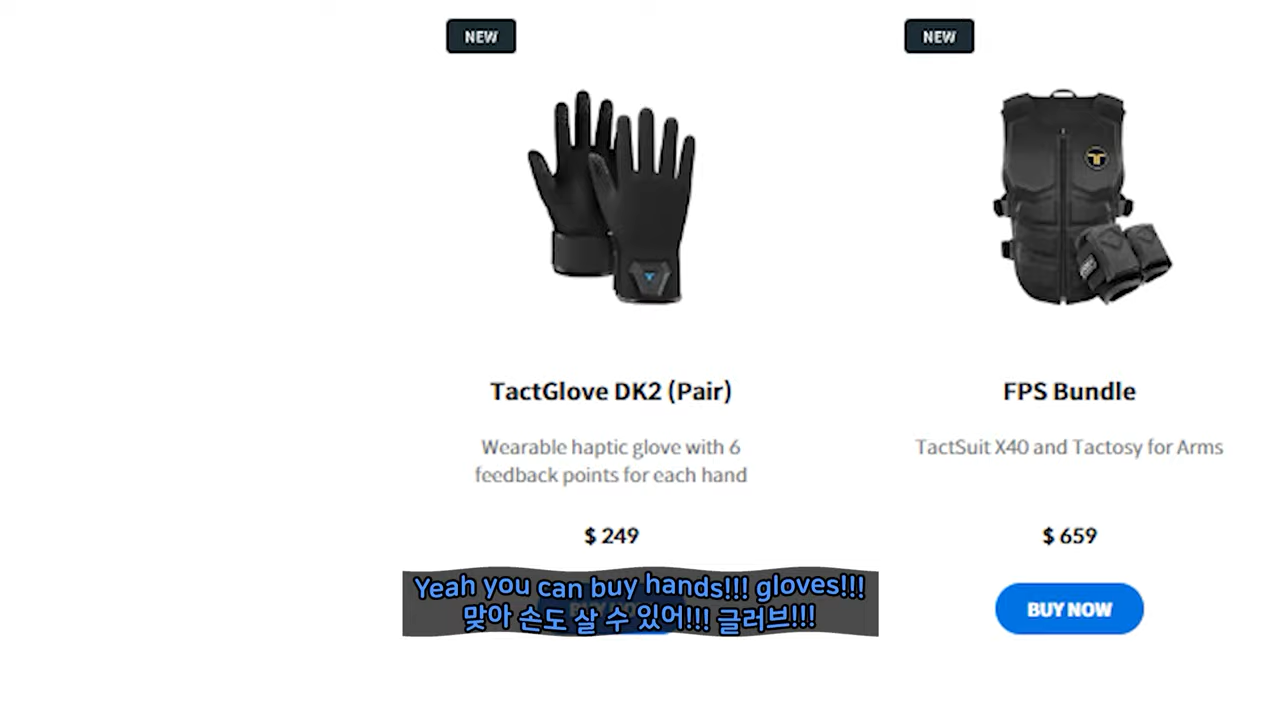 NEW
TactGlove DK2 (Pair)
Wearable haptic glove with 6
feedback points for each hand
$ 249
Yeah you can buy hands!!! gloves!!!
맞아 손도 살 수 있어!!! 글러브!!!
NEW
FPS Bundle
TactSuit X40 and Tactosy for Arms
$ 659
BUY NOW